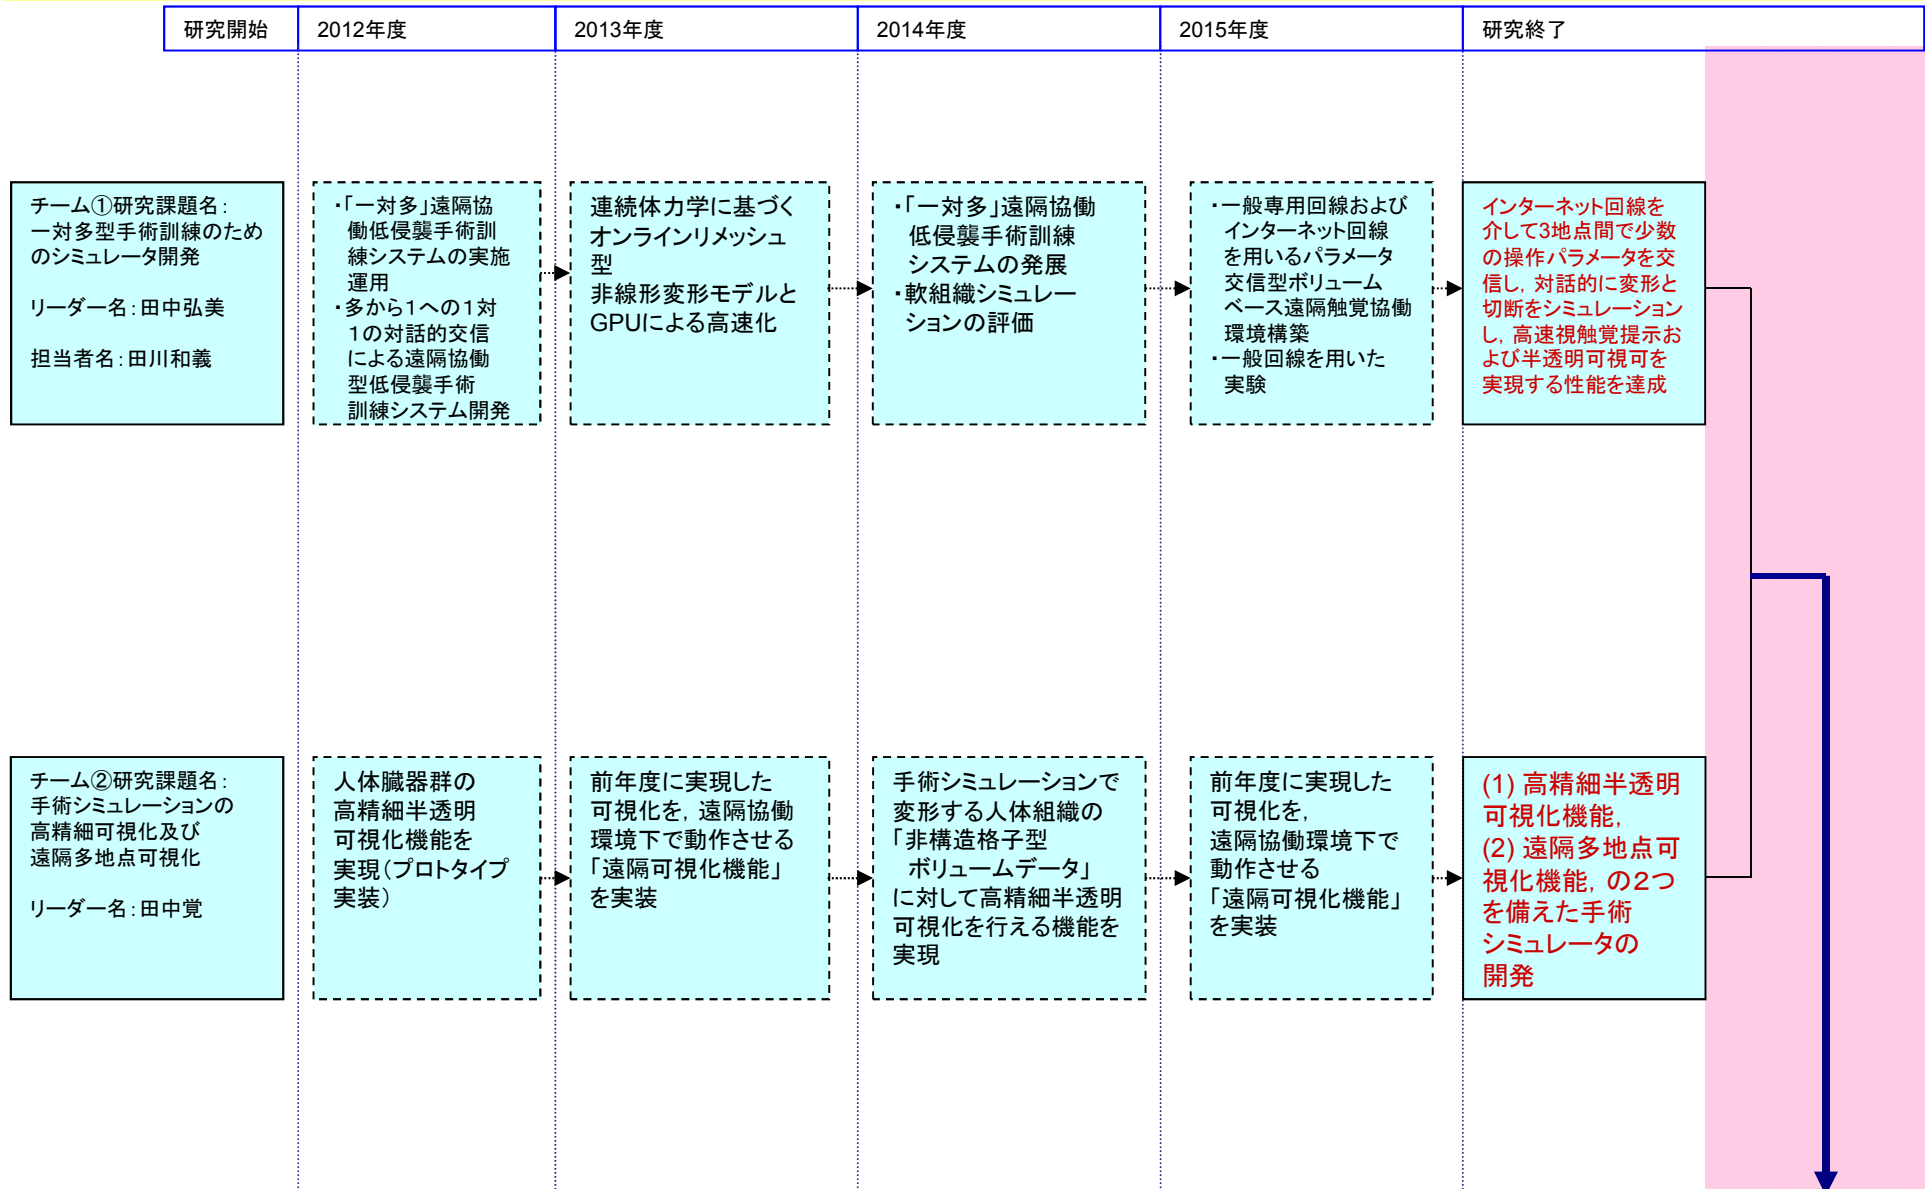 研究開始
2012年度
2013年度
2014年度
2015年度
研究終了
チーム①研究課題名:
一対多型手術訓練のため
のシミュレータ開発
リーダー名:田中弘美
担当者名:田川和義
・「一対多」遠隔協
働低侵襲手術訓
練システムの実施
運用
・多から1への1対
1の対話的交信
による遠隔協働
型低侵襲手術
訓練システム開発
連続体力学に基づく
オンラインリメッシュ
型
非線形変形モデルと
GPUによる高速化
・「一対多」遠隔協働
低侵襲手術訓練
システムの発展
・軟組織シミュレー
ションの評価
・一般専用回線および
インターネット回線
を用いるパラメータ
交信型ボリューム
ベース遠隔触覚協働
環境構築
・一般回線を用いた
実験
インターネット回線を
介して3地点間で少数
の操作パラメータを交
信し,対話的に変形と
切断をシミュレーション
し,高速視触覚提示お
よび半透明可視可を
実現する性能を達成
チーム②研究課題名:
手術シミュレーションの
高精細可視化及び
遠隔多地点可視化
リーダー名:田中覚
人体臓器群の
高精細半透明
可視化機能を
実現(プロトタイプ
実装)
前年度に実現した
可視化を,遠隔協働
環境下で動作させる
「遠隔可視化機能」
を実装
手術シミュレーションで
変形する人体組織の
「非構造格子型
ボリュームデータ」
に対して高精細半透明
可視化を行える機能を
実現
前年度に実現した
可視化を,
遠隔協働環境下で
動作させる
「遠隔可視化機能」
を実装
(1) 高精細半透明
可視化機能,
(2) 遠隔多地点可
視化機能,の2つ
を備えた手術
シミュレータの
開発